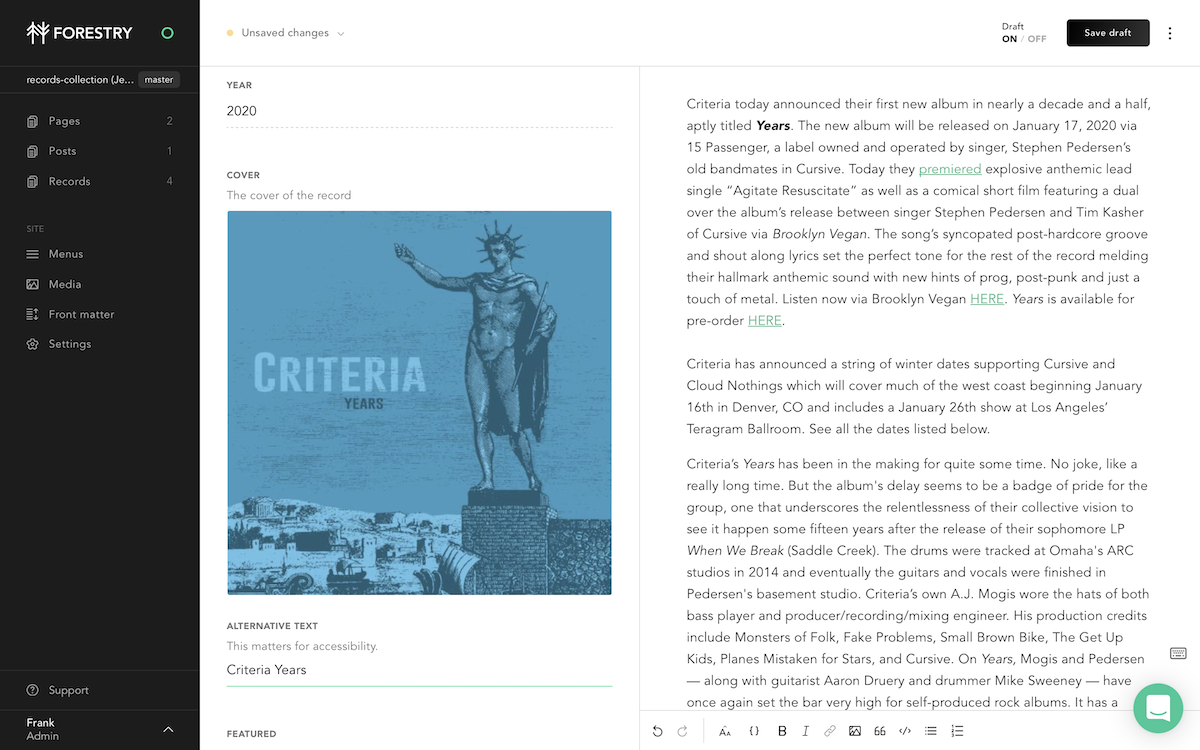 FORESTRY
Unsaved changes
Draft
ON / OFF
Save draft
records-collection (Je... master
Pages 2
Posts 1
Records 4
SITE
Menus
Media
Front matter
Settings
Support
Frank
Admin
YEAR
2020
COVER
The cover of the record
CRITERIA
YEARS
ALTERNATIVE TEXT
This matters for accessibility.
Criteria Years
FEATURED
Criteria today announced their first new album in nearly a decade and a half,
aptly titled Years. The new album will be released on January 17, 2020 via
15 Passenger, a label owned and operated by singer, Stephen Pedersen’s
old bandmates in Cursive. Today they premiered explosive anthemic lead
single “Agitate Resuscitate” as well as a comical short film featuring a dual
over the album’s release between singer Stephen Pedersen and Tim Kasher
of Cursive via Brooklyn Vegan. The song’s syncopated post-hardcore groove
and shout along lyrics set the perfect tone for the rest of the record melding
their hallmark anthemic sound with new hints of prog, post-punk and just a
touch of metal. Listen now via Brooklyn Vegan HERE. Years is available for
pre-order HERE.
Criteria has announced a string of winter dates supporting Cursive and
Cloud Nothings which will cover much of the west coast beginning January
16th in Denver, CO and includes a January 26th show at Los Angeles’
Teragram Ballroom. See all the dates listed below.
Criteria’s Years has been in the making for quite some time. No joke, like a
really long time. But the album's delay seems to be a badge of pride for the
group, one that underscores the relentlessness of their collective vision to
see it happen some fifteen years after the release of their sophomore LP
When We Break (Saddle Creek). The drums were tracked at Omaha's ARC
studios in 2014 and eventually the guitars and vocals were finished in
Pedersen's basement studio. Criteria’s own A.J. Mogis wore the hats of both
bass player and producer/recording/mixing engineer. His production credits
include Monsters of Folk, Fake Problems, Small Brown Bike, The Get Up
Kids, Planes Mistaken for Stars, and Cursive. On Years, Mogis and Pedersen
— along with guitarist Aaron Druery and drummer Mike Sweeney — have
once again set the bar very high for self-produced rock albums. It has a